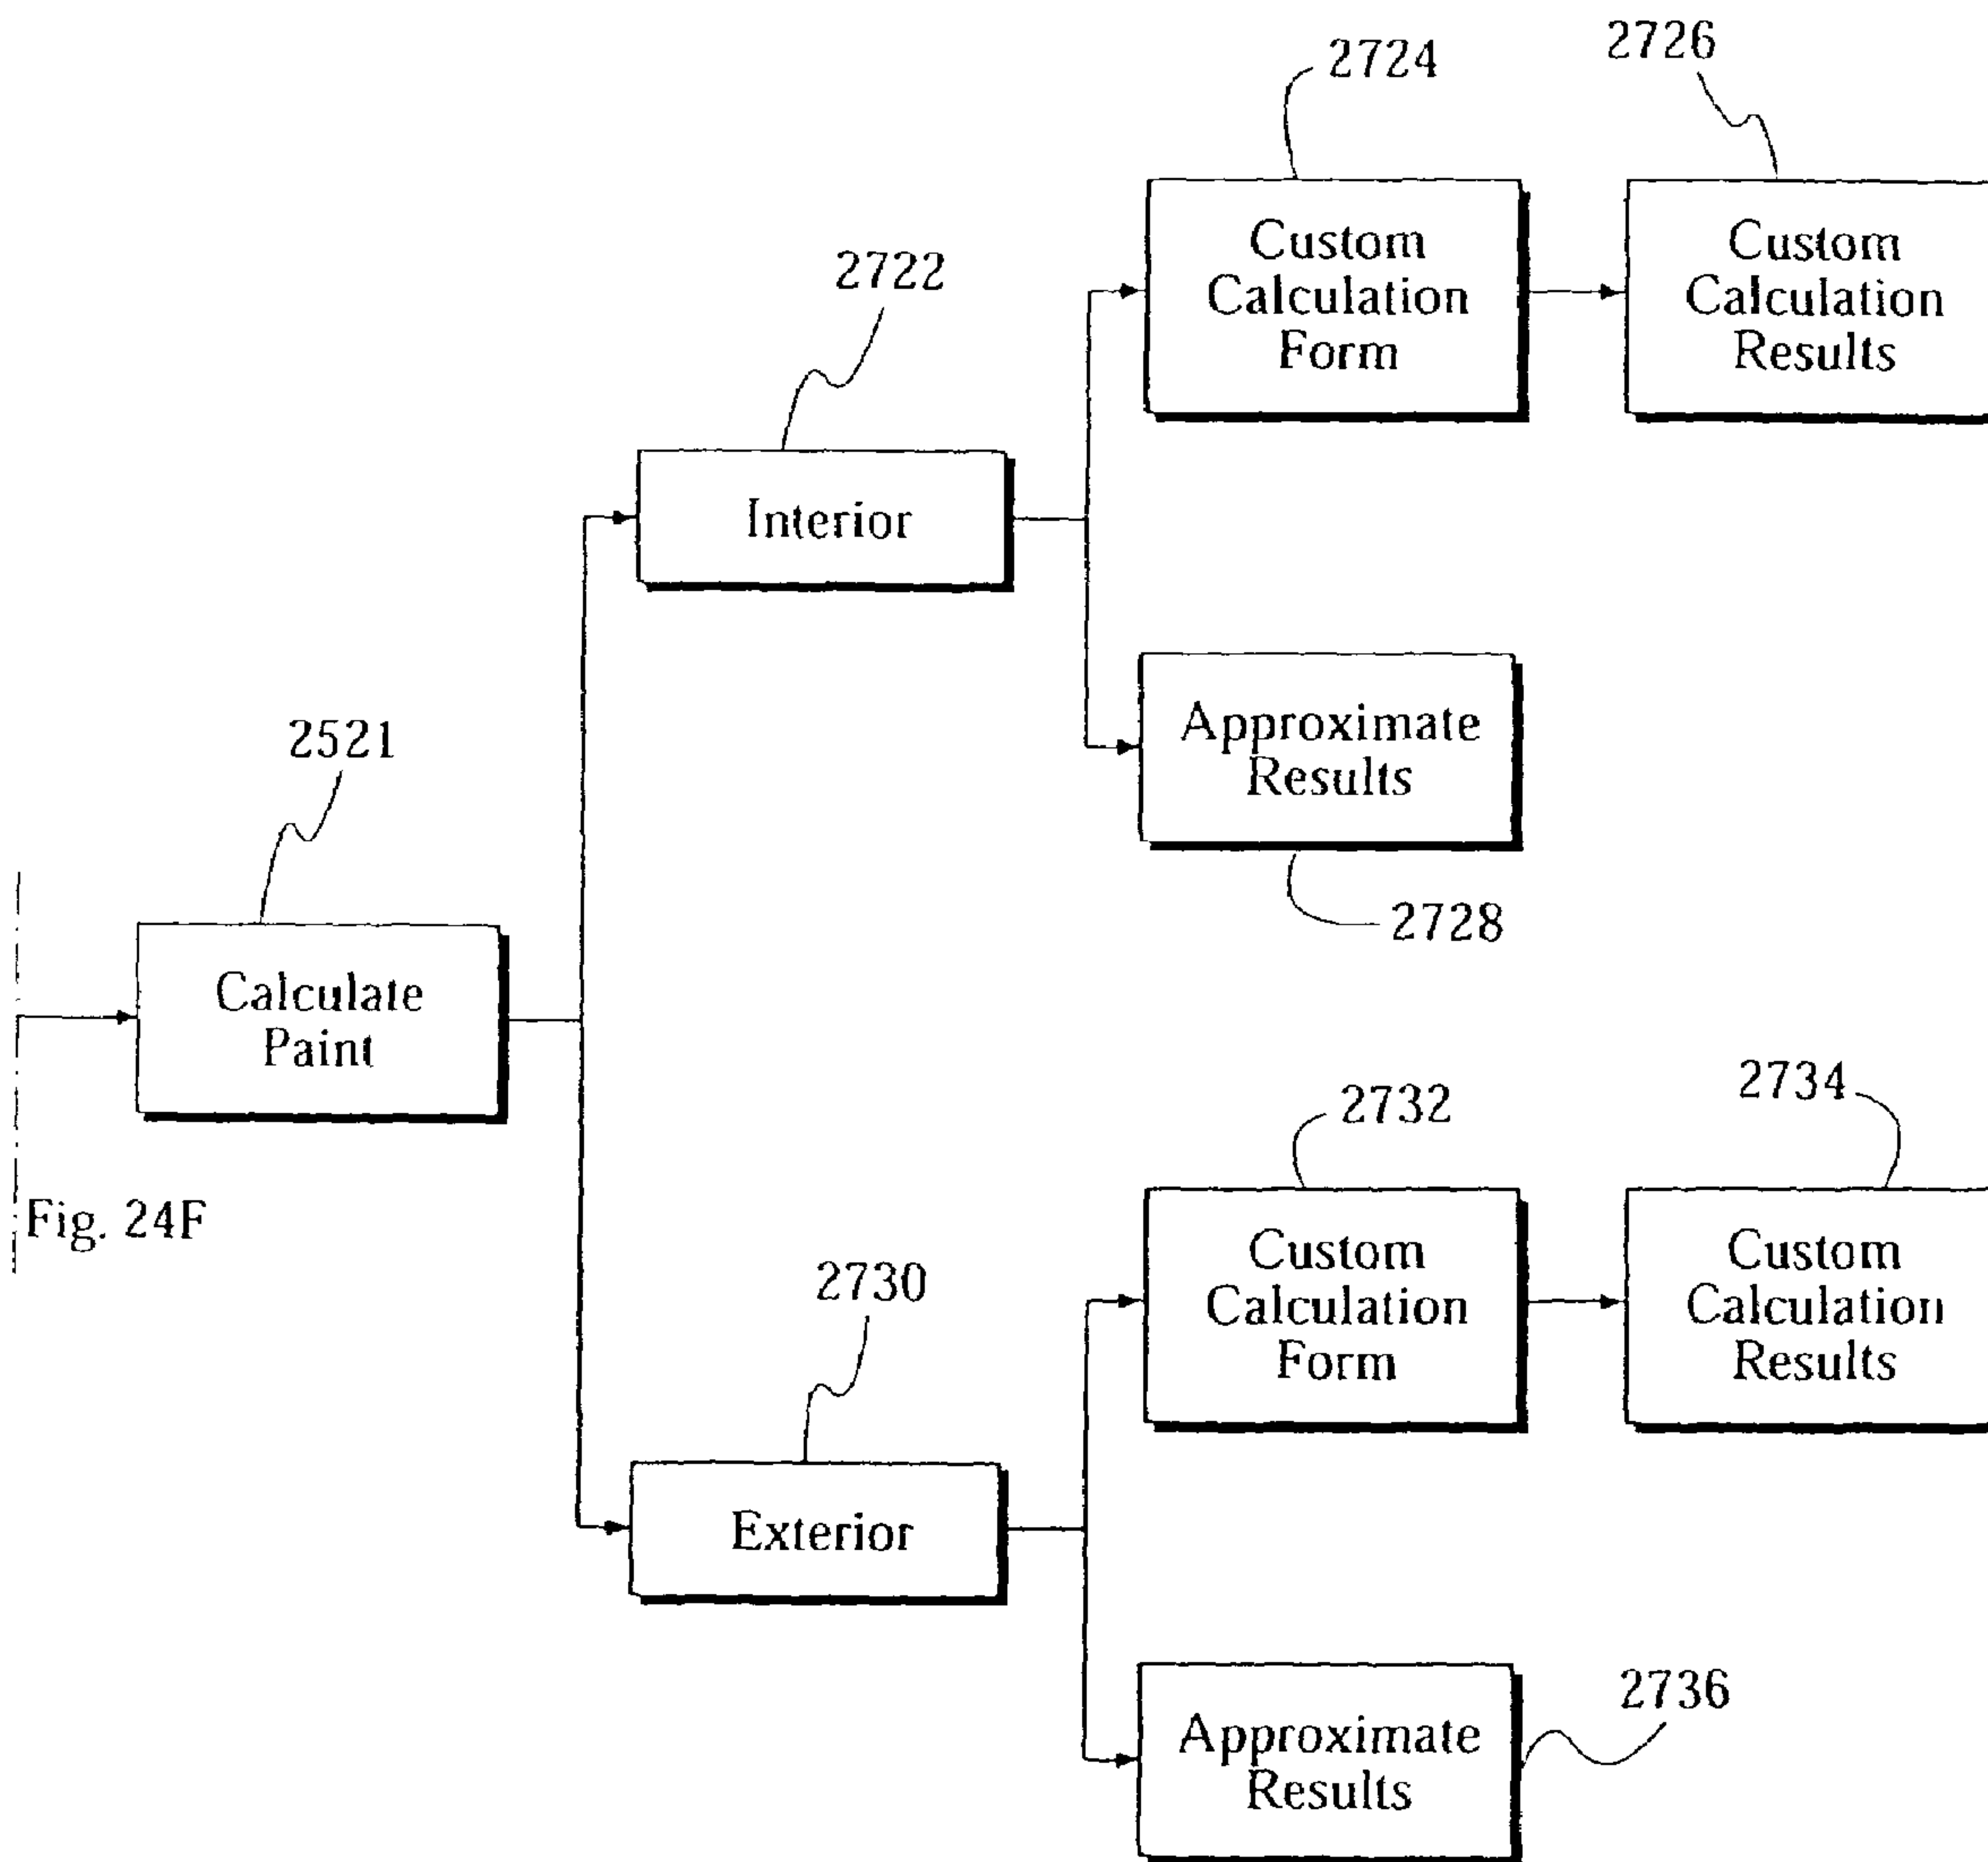 2724
2726
Custom
Calculation
Form
Custom
Calculation
Results
2722
Interior
Approximate
Results
2728
2521
Calculate
Paint
Fig. 24F
2732
2734
Custom
Calculation
Form
Custom
Calculation
Results
2730
Exterior
Approximate
Results
2736